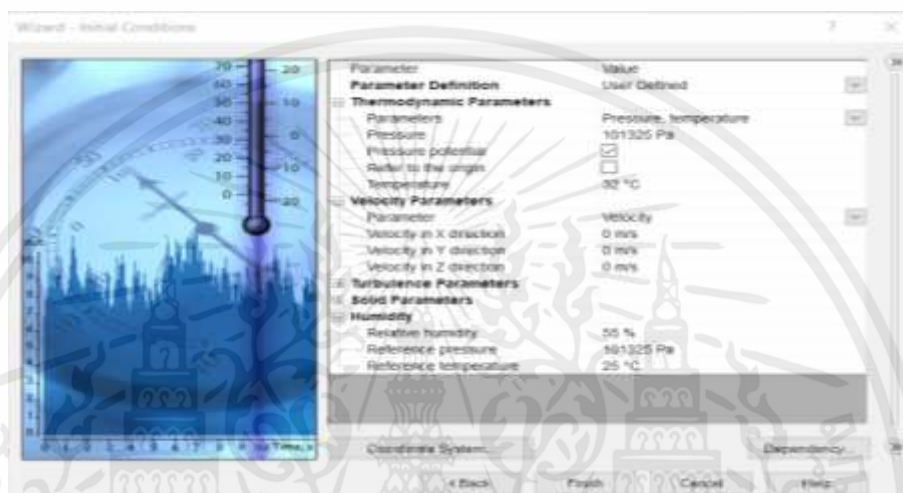 Wizard - Initial Conditions
Parameter Value
Parameter Definition User Defined
Thermodynamic Parameters
Parameters Pressure, temperature
Pressure 101325 Pa
Pressure potential
Refer to the origin
Temperature 32 °C
Velocity Parameters
Parameter Velocity
Velocity in X direction 0 m/s
Velocity in Y direction 0 m/s
Velocity in Z direction 0 m/s
Turbulence Parameters
Solid Parameters
Humidity
Relative humidity 55 %
Reference pressure 101325 Pa
Reference temperature 25 °C
Coordinate System... Dependency...
< Back Finish Cancel Help